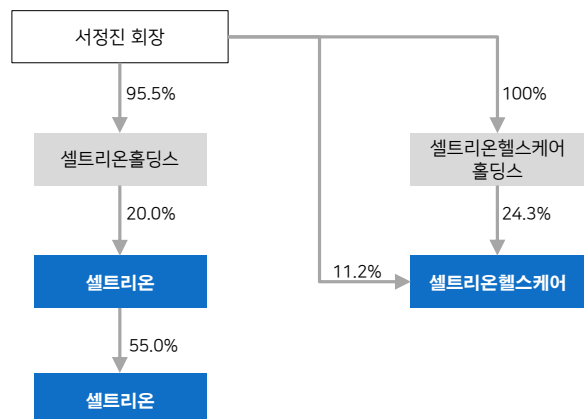 서정진 회장
95.5%
100%
셀트리온홀딩스
셀트리온헬스케어
홀딩스
20.0%
24.3%
셀트리온
11.2%
셀트리온헬스케어
55.0%
셀트리온